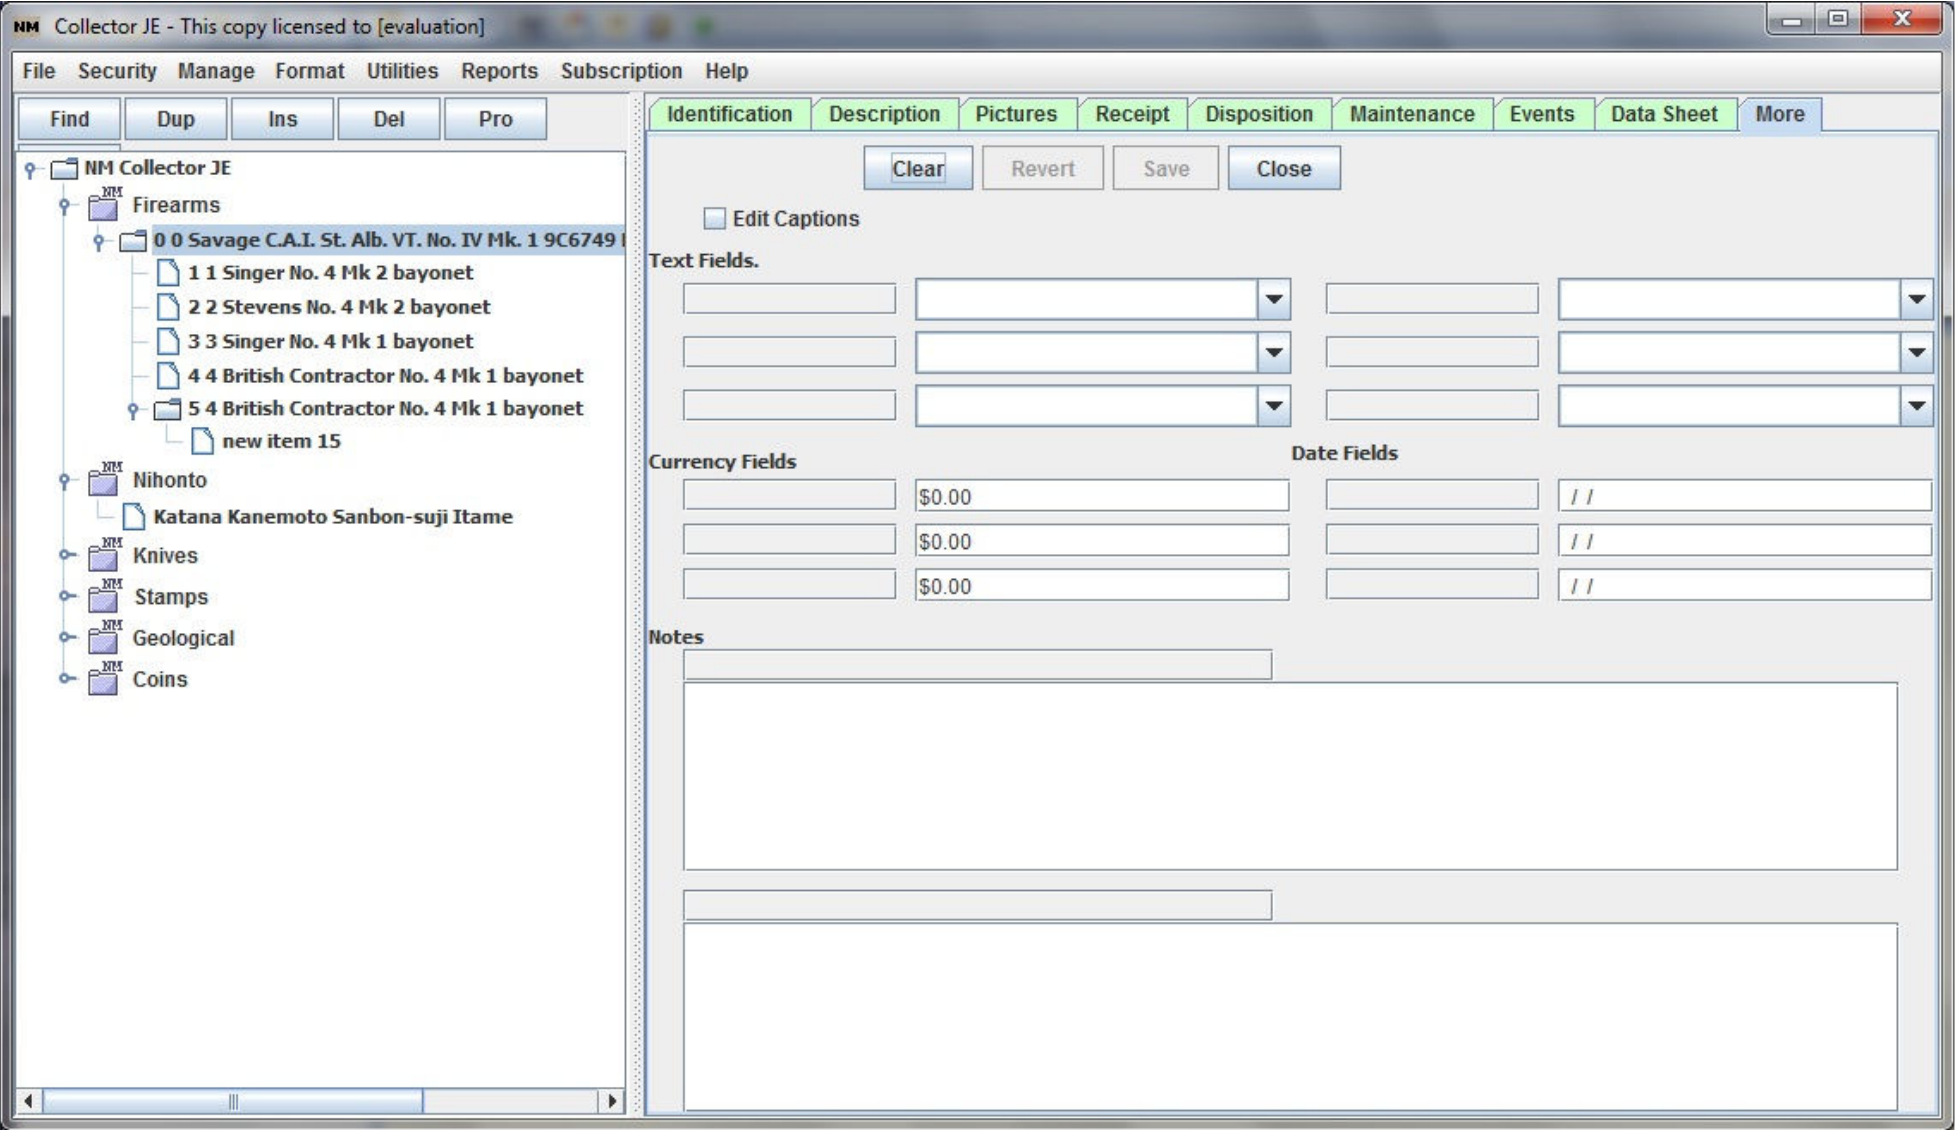 NM Collector JE - This copy licensed to [evaluation]
File Security Manage Format Utilities Reports Subscription Help
Find Dup Ins Del Pro
NM Collector JE
NM
Firearms
0 0 Savage C.A.I. St. Alb. VT. No. IV Mk. 1 9C6749
1 1 Singer No. 4 Mk 2 bayonet
2 2 Stevens No. 4 Mk 2 bayonet
3 3 Singer No. 4 Mk 1 bayonet
4 4 British Contractor No. 4 Mk 1 bayonet
5 4 British Contractor No. 4 Mk 1 bayonet
new item 15
NM
Nihonto
Katana Kanemoto Sanbon-suji Itame
NM
Knives
NM
Stamps
NM
Geological
NM
Coins
Identification Description Pictures Receipt Disposition Maintenance Events Data Sheet More
Clear Revert Save Close
Edit Captions
Text Fields.
Currency Fields Date Fields
$0.00 / /
$0.00 / /
$0.00 / /
Notes